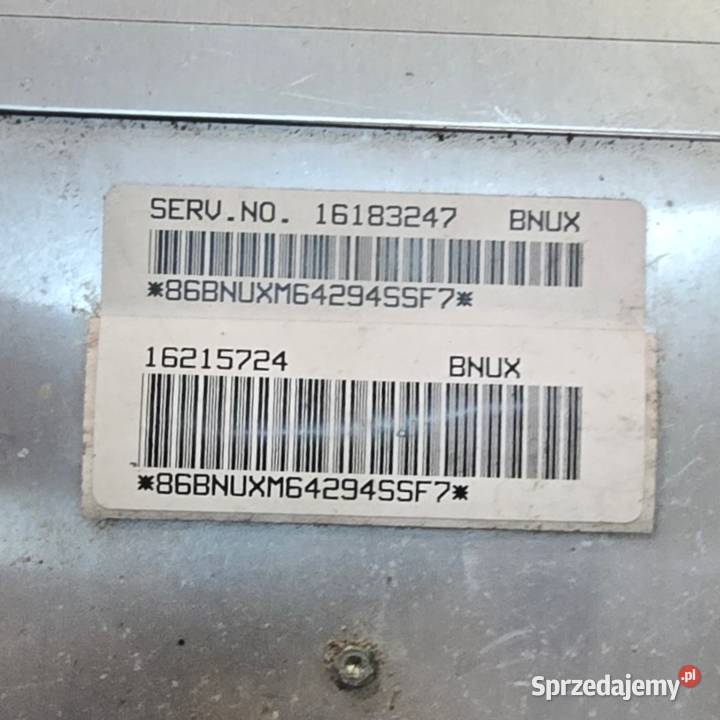 SERV.NO. 16183247 BNUX
*86BNUXM64294SSF7*
16215724 BNUX
*86BNUXM64294SSF7*
Sprzedajemy.pl